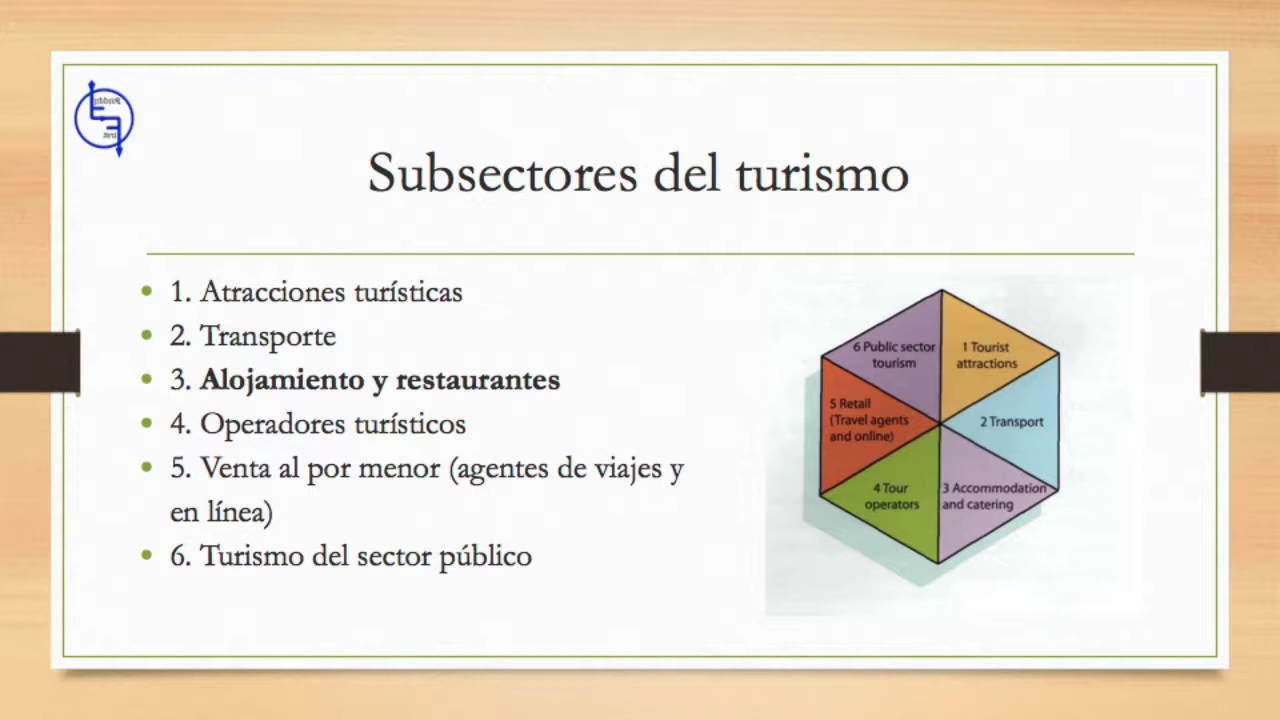 Subsectores del turismo
1. Atracciones turísticas
2. Transporte
3. Alojamiento y restaurantes
4. Operadores turísticos
5. Venta al por menor (agentes de viajes y
en línea)
6. Turismo del sector público
6 Public sector
tourism
1 Tourist
attractions
5 Retail
(Travel agents
and online)
2 Transport
4 Tour
operators
3 Accommodation
and catering